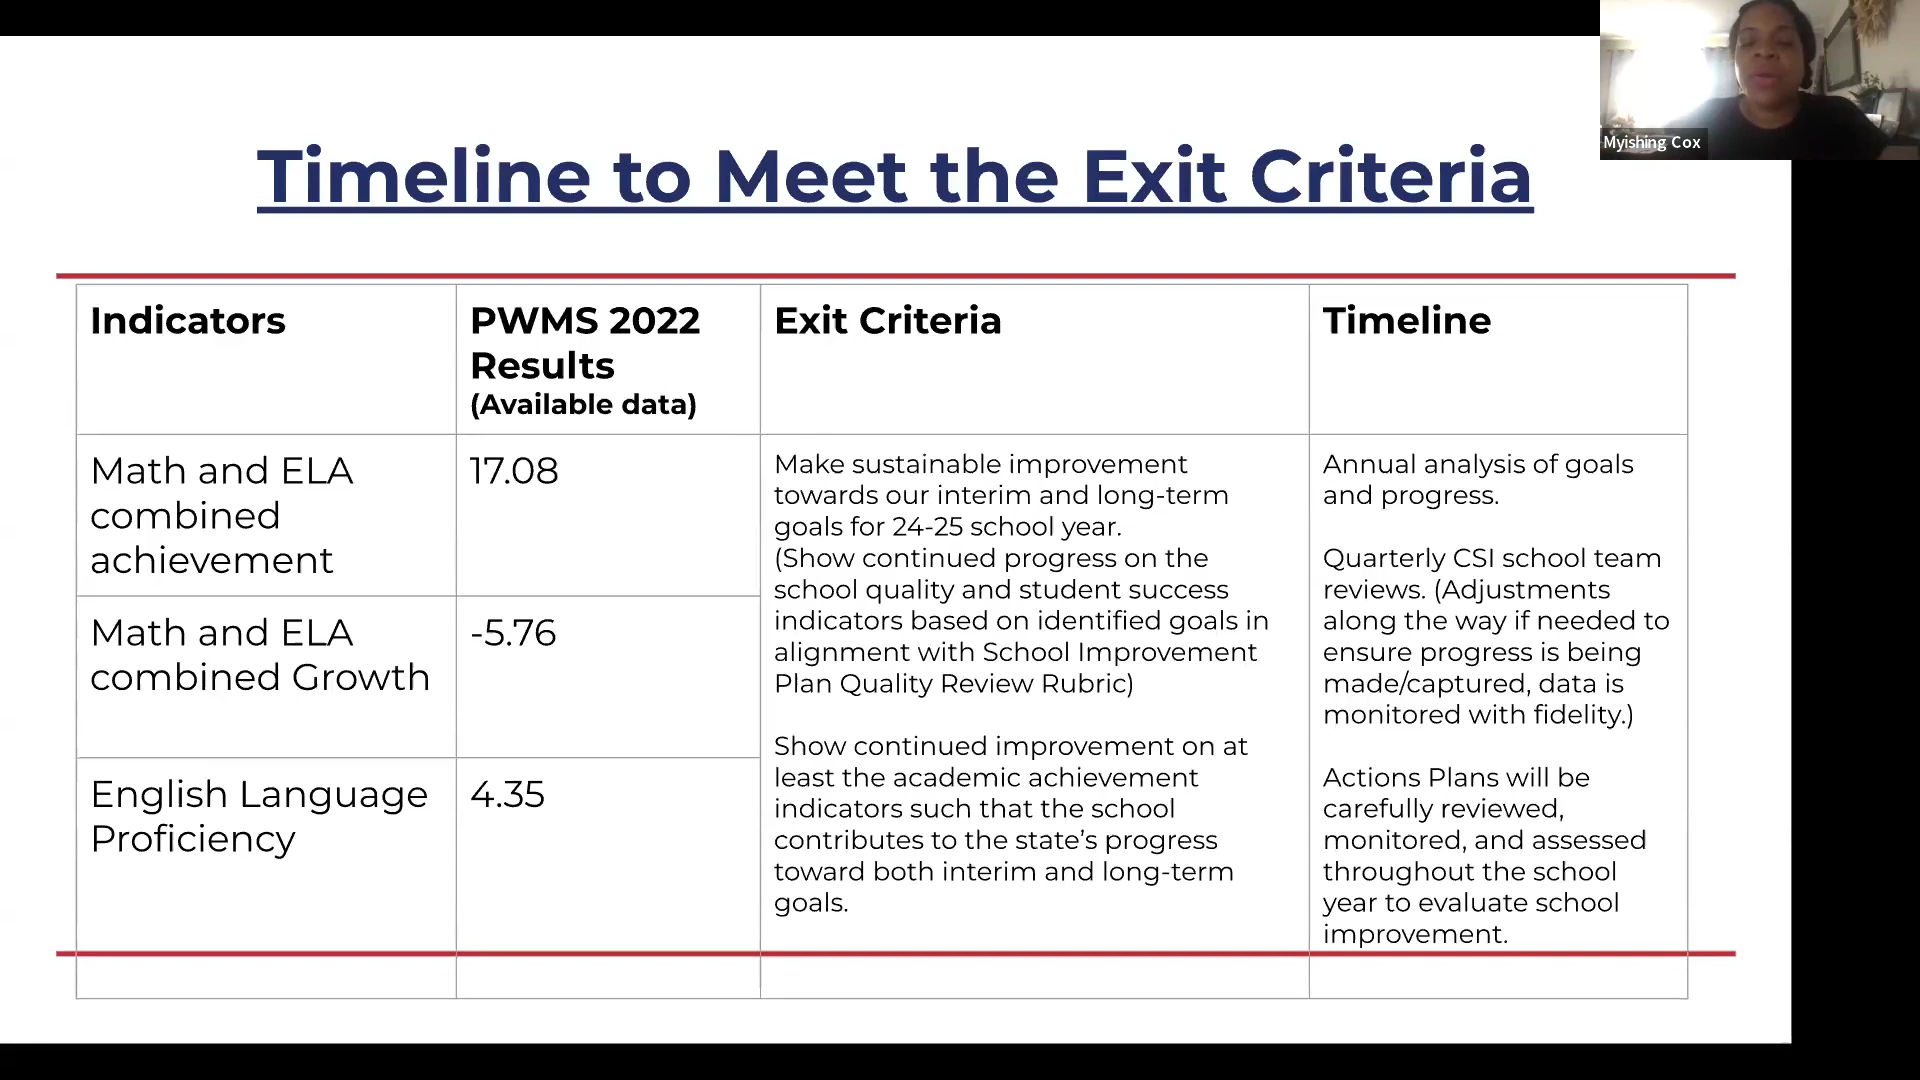 Myishing Cox
Timeline to Meet the Exit Criteria
Indicators
PWMS 2022
Results
(Available data)
Exit Criteria
Timeline
Math and ELA
combined
achievement
17.08
Math and ELA
combined Growth
-5.76
English Language
Proficiency
4.35
Make sustainable improvement
towards our interim and long-term
goals for 24-25 school year.
(Show continued progress on the
school quality and student success
indicators based on identified goals in
alignment with School Improvement
Plan Quality Review Rubric)
Show continued improvement on at
least the academic achievement
indicators such that the school
contributes to the state’s progress
toward both interim and long-term
goals.
Annual analysis of goals
and progress.
Quarterly CSI school team
reviews. (Adjustments
along the way if needed to
ensure progress is being
made/captured, data is
monitored with fidelity.)
Actions Plans will be
carefully reviewed,
monitored, and assessed
throughout the school
year to evaluate school
improvement.